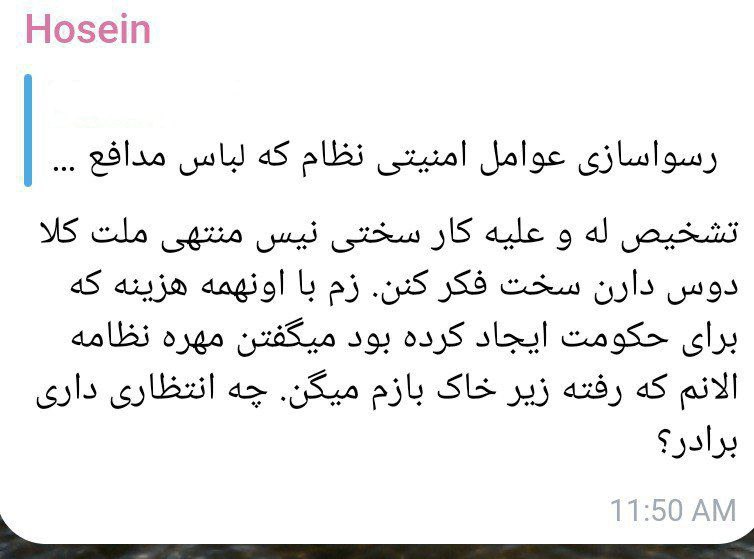 Hosein
رسواسازی عوامل امنیتی نظام که لباس مدافع ...
تشخیص له و علیه کار سختی نیس منتهی ملت کلا
دوس دارن سخت فکر کنن. زم با اونهمه هزینه که
برای حکومت ایجاد کرده بود میگفتن مهره نظامه
الانم که رفته زیر خاک بازم میگن. چه انتظاری داری
برادر؟
11:50 AM